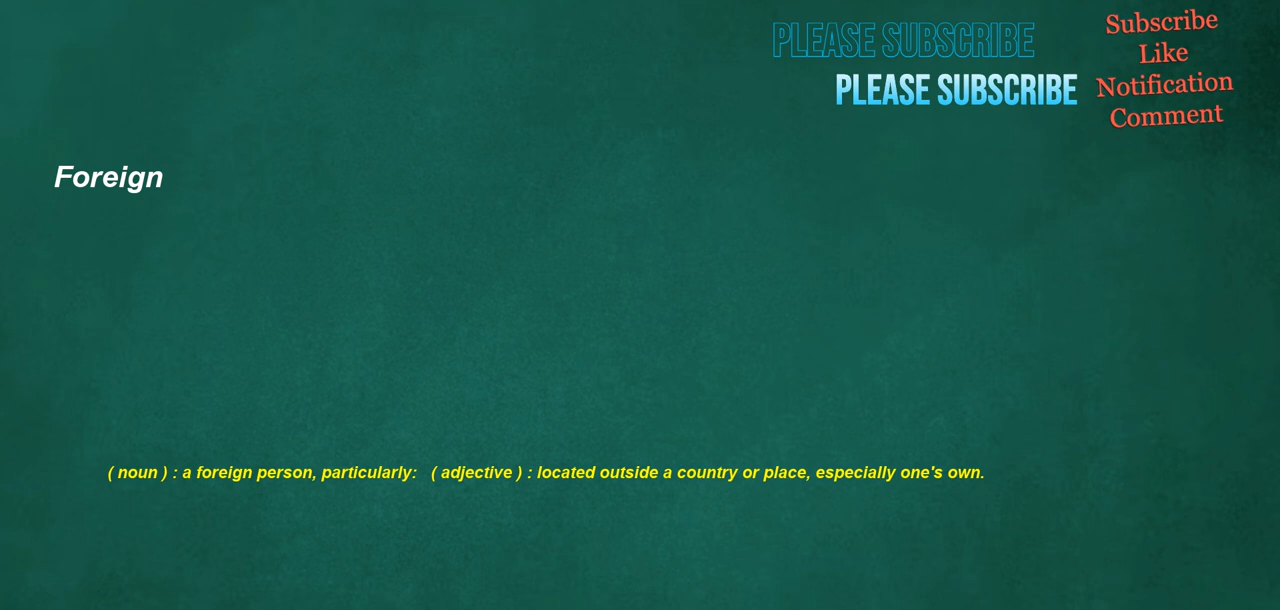 PLEASE SUBSCRIBE
PLEASE SUBSCRIBE
Subscribe
Like
Notification
Comment
Foreign
( noun ) : a foreign person, particularly: ( adjective ) : located outside a country or place, especially one's own.